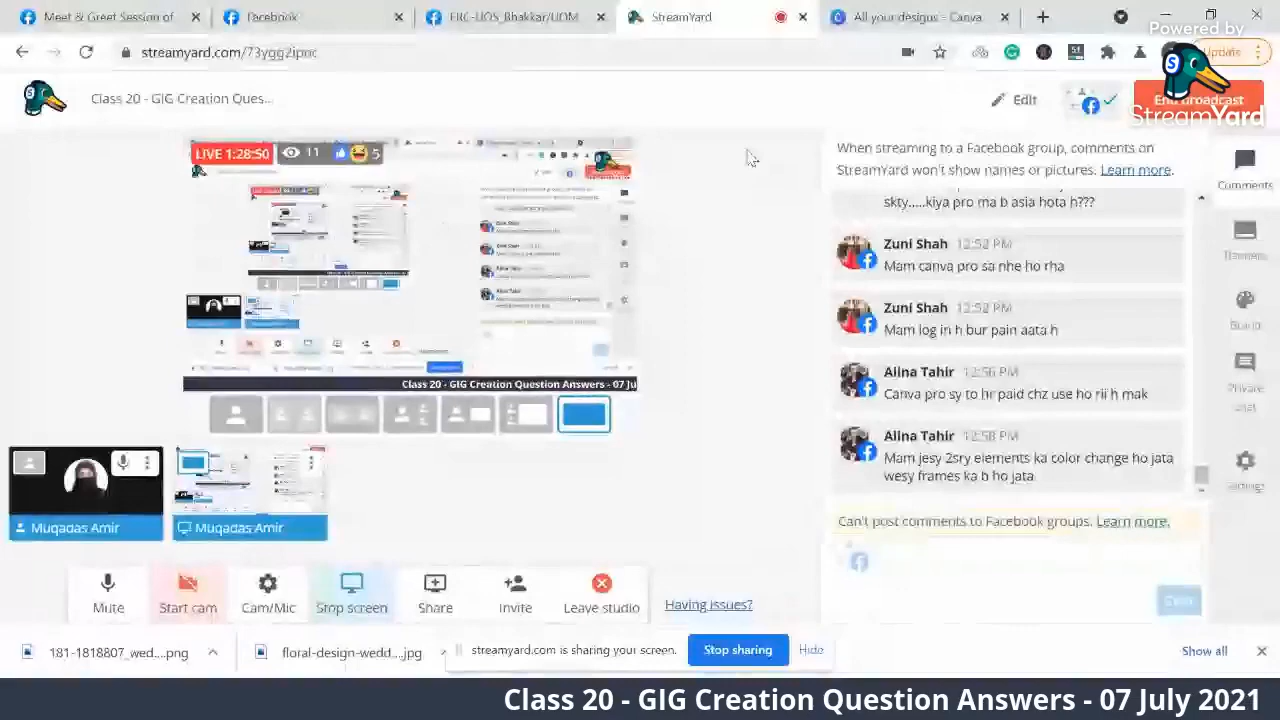 Meet & Greet Session of
Facebook
StreamYard
All your designs - Canva
Powered by
streamyard.com/73ygg2ipoc
Update
Class 20 - GIG Creation Ques...
Edit
End broadcast
StreamYard
LIVE 1:28:50
11
5
When streaming to a Facebook group, comments on
StreamYard won't show names or pictures. Learn more.
Comments
skty.....kiya pro ma b asia hota h???
Zuni Shah 12:52 PM
Mam canva pro sa nhe ho rha
Zuni Shah 12:52 PM
Mam log in h bur pain aata h
Brand
Alina Tahir 12:56 PM
Canva pro sy to hr paid chz use ho rii h mak
Private
chat
Class 20 - GIG Creation Question Answers - 07 Ju
Alina Tahir 12:58 PM
Mam jesy 2sry elements ka color change ho jata
wesy frames ka b ho jata
Settings
Muqadas Amir
Muqadas Amir
Can't post comments to Facebook groups. Learn more.
Mute
Start cam
Cam/Mic
Stop screen
Share
Invite
Leave studio
Having issues?
181-1818807_wed....png
floral-design-wedd....jpg
streamyard.com is sharing your screen.
Stop sharing
Hide
Show all
Class 20 - GIG Creation Question Answers - 07 July 2021